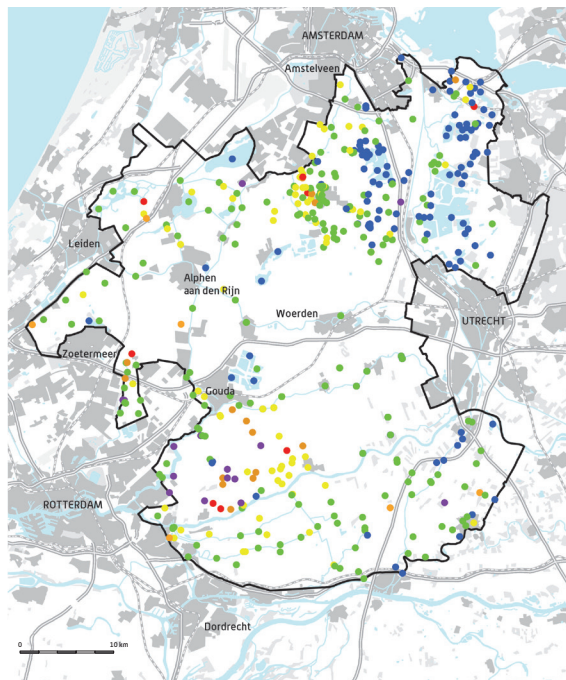 AMSTERDAM
Amstelveen
Leiden
Alphen
aan den Rijn
Woerden
UTRECHT
Zoetermeer
Gouda
ROTTERDAM
Dordrecht
0 10 km